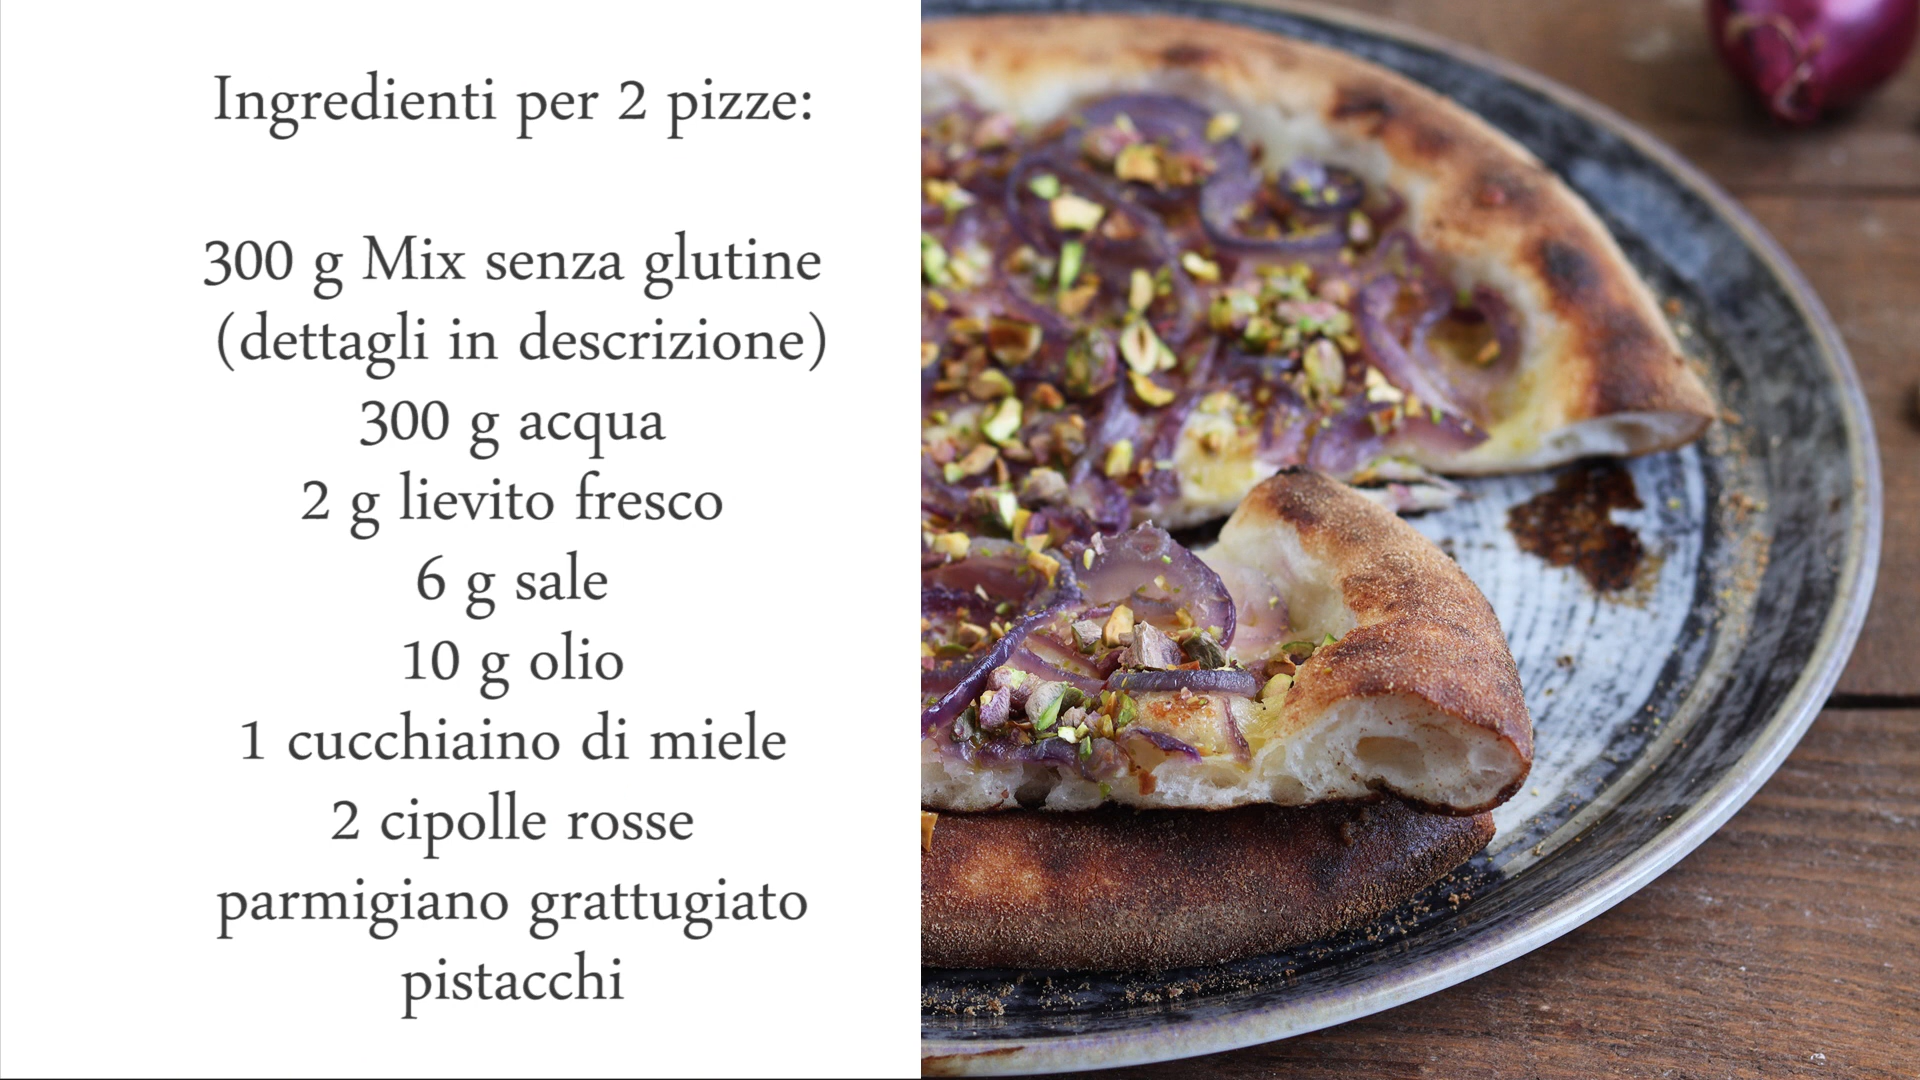 Ingredienti per 2 pizze:
300 g Mix senza glutine
(dettagli in descrizione)
300 g acqua
2 g lievito fresco
6 g sale
10 g olio
1 cucchiaino di miele
2 cipolle rosse
parmigiano grattugiato
pistacchi